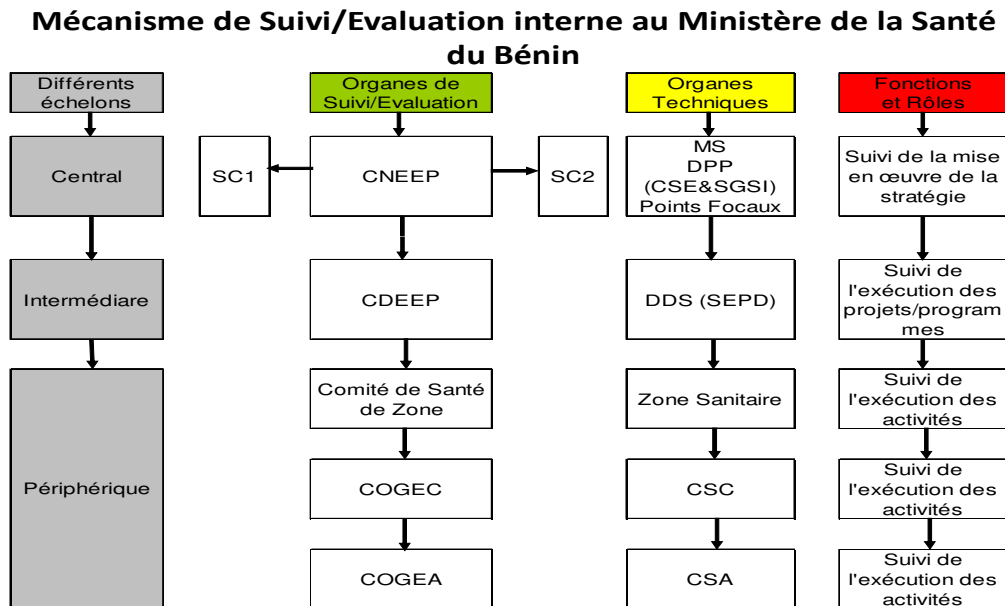 Mécanisme de Suivi/Evaluation interne au Ministère de la Santé
du Bénin
Différents
échelons
Organes de
Suivi/Evaluation
Organes
Techniques
Fonctions
et Rôles
Central
SC1
CNEEP
SC2
MS
DPP
(CSE&SGSI)
Points Focaux
Suivi de la mise
en œuvre de la
stratégie
Intermédiare
CDEEP
DDS (SEPD)
Suivi de
l'exécution des
projets/program
mes
Périphérique
Comité de Santé
de Zone
Zone Sanitaire
Suivi de
l'exécution des
activités
COGEC
CSC
Suivi de
l'exécution des
activités
COGEA
CSA
Suivi de
l'exécution des
activités